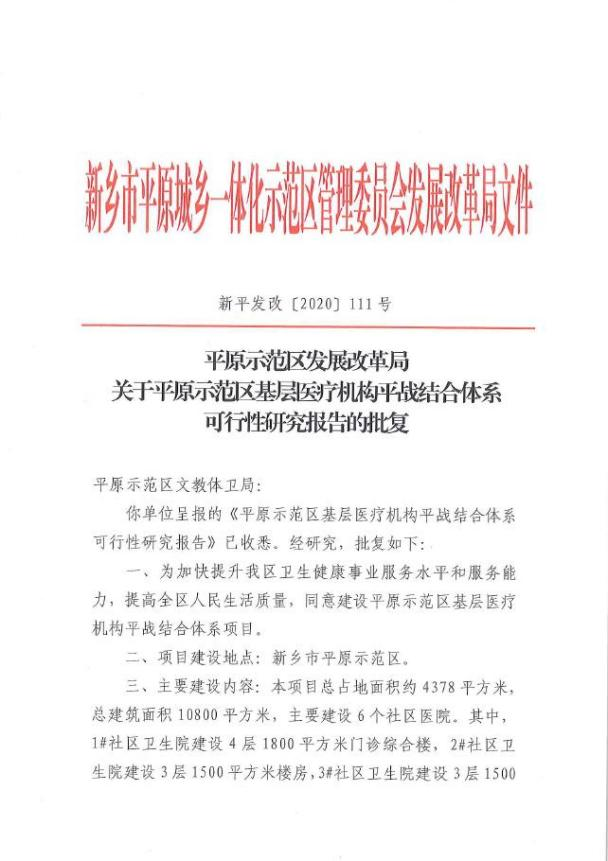 新乡市平原城乡一体化示范区管理委员会发展改革局文件
新平发改〔2020〕111号
平原示范区发展改革局
关于平原示范区基层医疗机构平战结合体系
可行性研究报告的批复
平原示范区文教体卫局：
你单位呈报的《平原示范区基层医疗机构平战结合体系
可行性研究报告》已收悉。经研究，批复如下：
一、为加快提升我区卫生健康事业服务水平和服务能
力，提高全区人民生活质量，同意建设平原示范区基层医疗
机构平战结合体系项目。
二、项目建设地点：新乡市平原示范区。
三、主要建设内容：本项目总占地面积约4378平方米，
总建筑面积10800平方米，主要建设6个社区医院。其中，
1#社区卫生院建设4层1800平方米门诊综合楼，2#社区卫
生院建设3层1500平方米楼房，3#社区卫生院建设3层1500